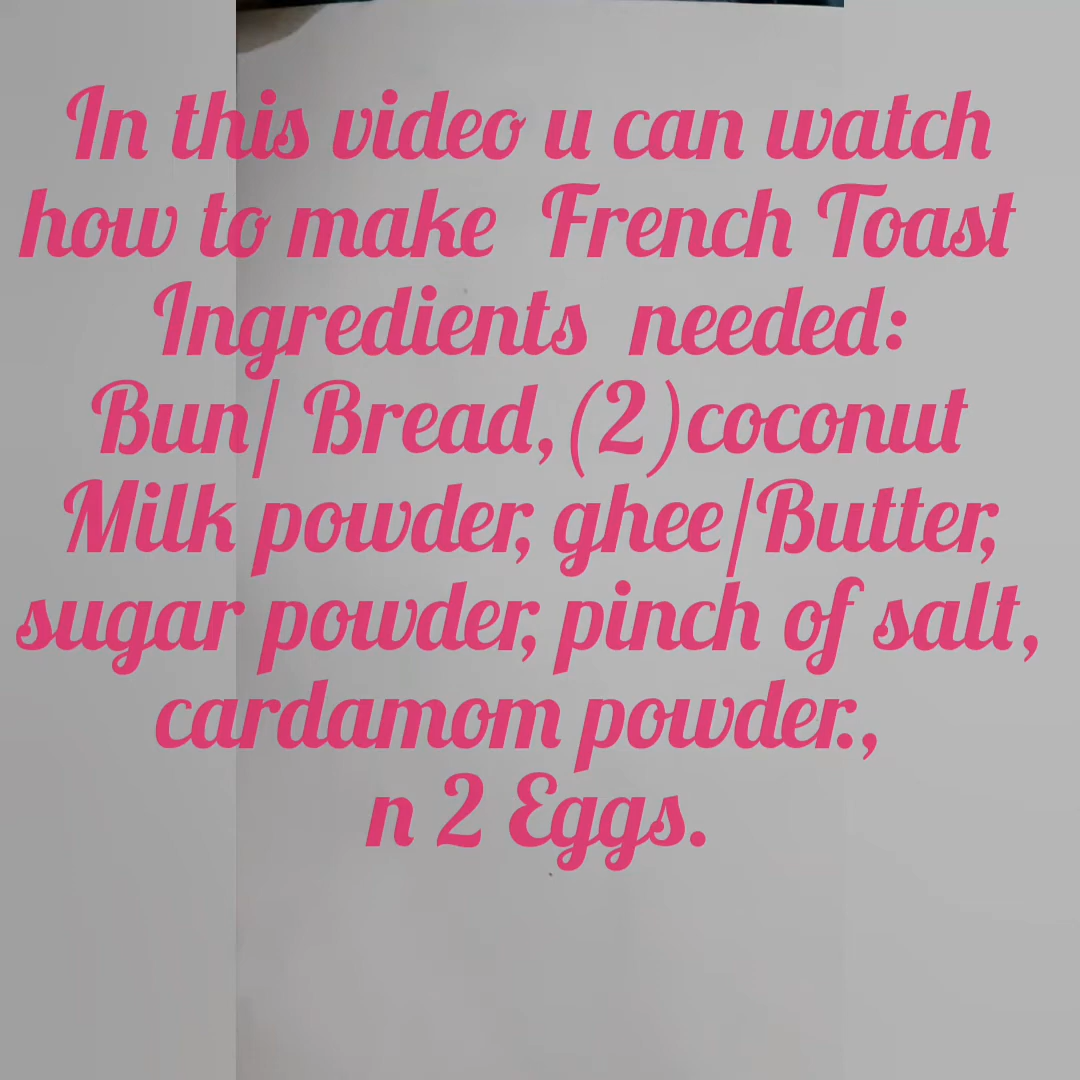 In this video u can watch
how to make French Toast
Ingredients needed:
Bun/ Bread,(2)coconut
Milk powder, ghee/Butter,
sugar powder, pinch of salt,
cardamom powder.,
n 2 Eggs.